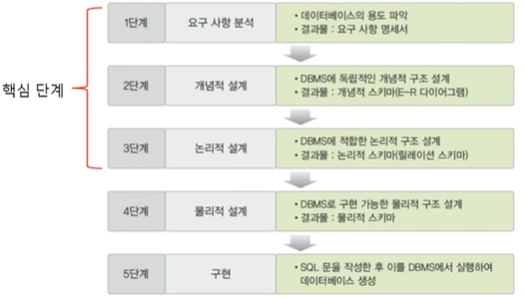 핵심 단계
1단계
요구 사항 분석
• 데이터베이스의 용도 파악
• 결과물 : 요구 사항 명세서
2단계
개념적 설계
• DBMS에 독립적인 개념적 구조 설계
• 결과물 : 개념적 스키마(E-R 다이어그램)
3단계
논리적 설계
• DBMS에 적합한 논리적 구조 설계
• 결과물 : 논리적 스키마(릴레이션 스키마)
4단계
물리적 설계
• DBMS로 구현 가능한 물리적 구조 설계
• 결과물 : 물리적 스키마
5단계
구현
• SQL 문을 작성한 후 이를 DBMS에서 실행하여
데이터베이스 생성